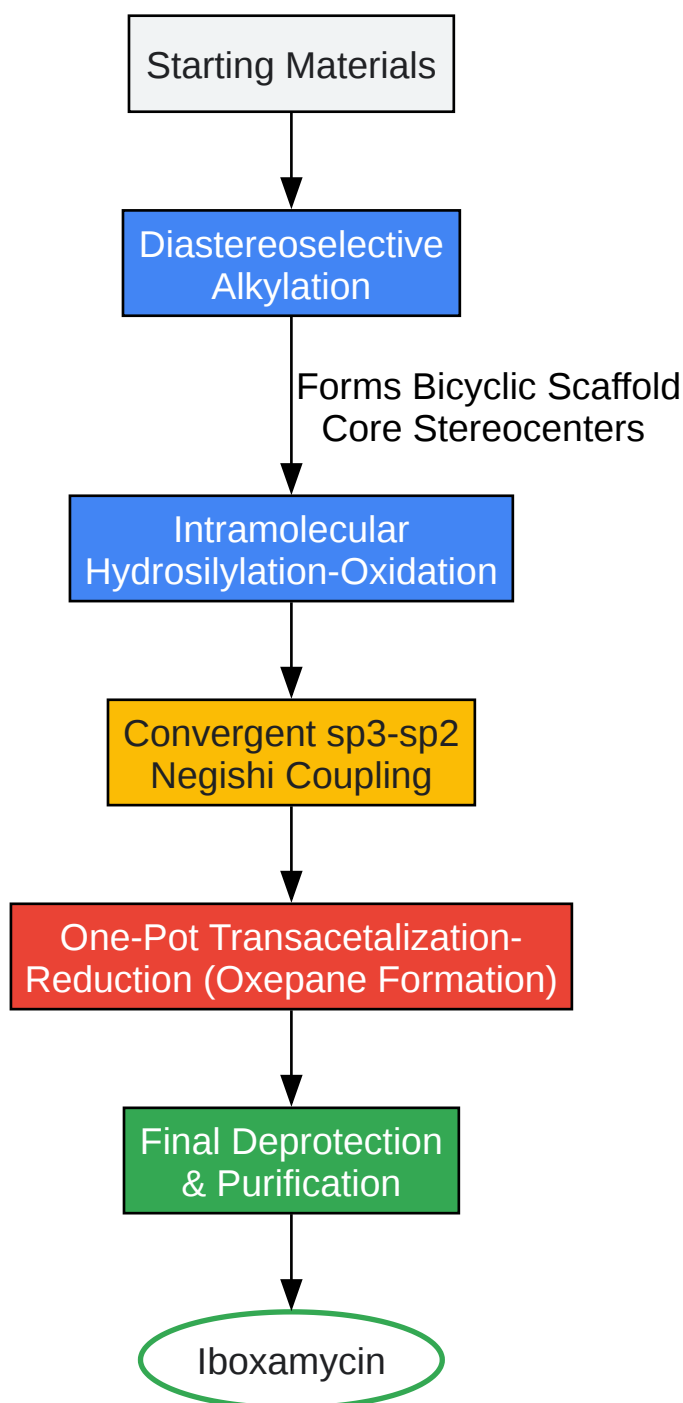 Starting Materials
Diastereoselective
Alkylation
Forms Bicyclic Scaffold
Core Stereocenters
Intramolecular
Hydrosilylation-Oxidation
Convergent sp3-sp2
Negishi Coupling
One-Pot Transacetalization-
Reduction (Oxepane Formation)
Final Deprotection
& Purification
Iboxamycin